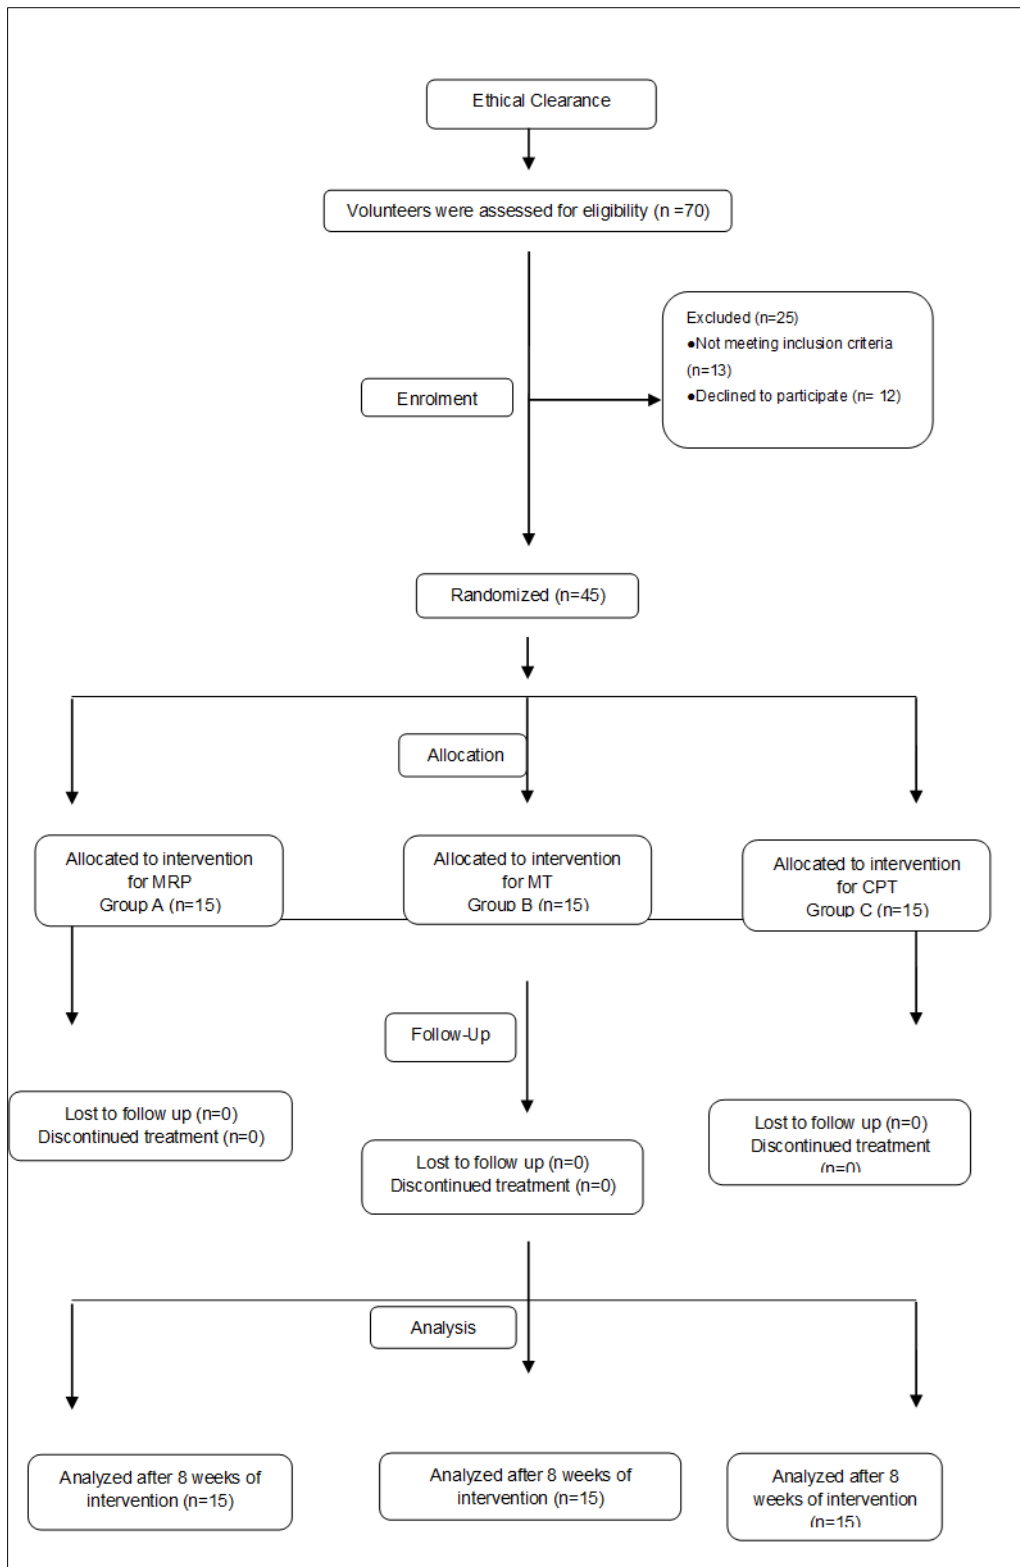 Ethical Clearance
Volunteers were assessed for eligibility (n =70)
Excluded (n=25)
●Not meeting inclusion criteria
(n=13)
●Declined to participate (n= 12)
Enrolment
Randomized (n=45)
Allocation
Allocated to intervention
for MRP
Group A (n=15)
Allocated to intervention
for MT
Group B (n=15)
Allocated to intervention
for CPT
Group C (n=15)
Follow-Up
Lost to follow up (n=0)
Discontinued treatment (n=0)
Lost to follow up (n=0)
Discontinued treatment (n=0)
Lost to follow up (n=0)
Discontinued treatment
(n=0)
Analysis
Analyzed after 8 weeks of
intervention (n=15)
Analyzed after 8 weeks of
intervention (n=15)
Analyzed after 8
weeks of intervention
(n=15)